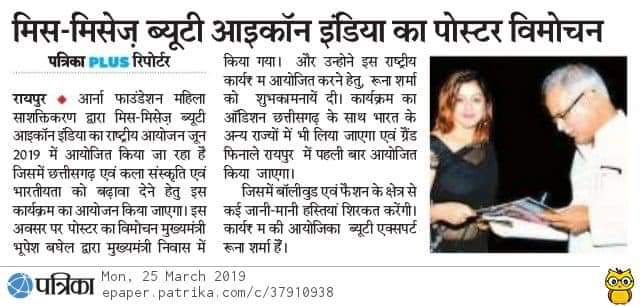 मिस-मिसेज़ ब्यूटी आइकॉन इंडिया का पोस्टर विमोचन
पत्रिका PLUS रिपोर्टर
रायपुर ◆ आर्ना फाउंडेशन महिला
साशक्तिकरण द्वारा मिस-मिसेज़ ब्यूटी
आइकॉन इंडिया का राष्ट्रीय आयोजन जून
2019 में आयोजित किया जा रहा है
जिसमें छत्तीसगढ़ एवं कला संस्कृति एवं
भारतीयता को बढ़ावा देने हेतु इस
कार्यक्रम का आयोजन किया जाएगा। इस
अवसर पर पोस्टर का विमोचन मुख्यमंत्री
भूपेश बघेल द्वारा मुख्यमंत्री निवास में
किया गया। और उन्होने इस राष्ट्रीय
कार्यर म आयोजित करने हेतु, रूना शर्मा
को शुभकामनायें दी। कार्यक्रम का
ऑडिशन छत्तीसगढ़ के साथ भारत के
अन्य राज्यों में भी लिया जाएगा एवं ग्रैंड
फिनाले रायपुर में पहली बार आयोजित
किया जाएगा।
जिसमें बॉलीवुड एवं फैशन के क्षेत्र से
कई जानी-मानी हस्तियां शिरकत करेंगी।
कार्यर म की आयोजिका ब्यूटी एक्सपर्ट
रूना शर्मा हैं।
पत्रिका Mon, 25 March 2019
epaper.patrika.com/c/37910938